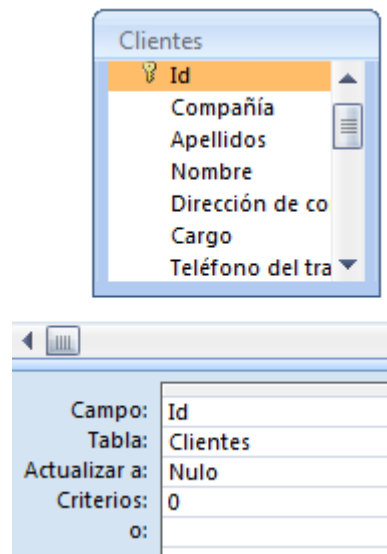 Clientes
Id
Compañía
Apellidos
Nombre
Dirección de co
Cargo
Teléfono del tra
Campo: Id
Tabla: Clientes
Actualizar a: Nulo
Criterios: 0
o: